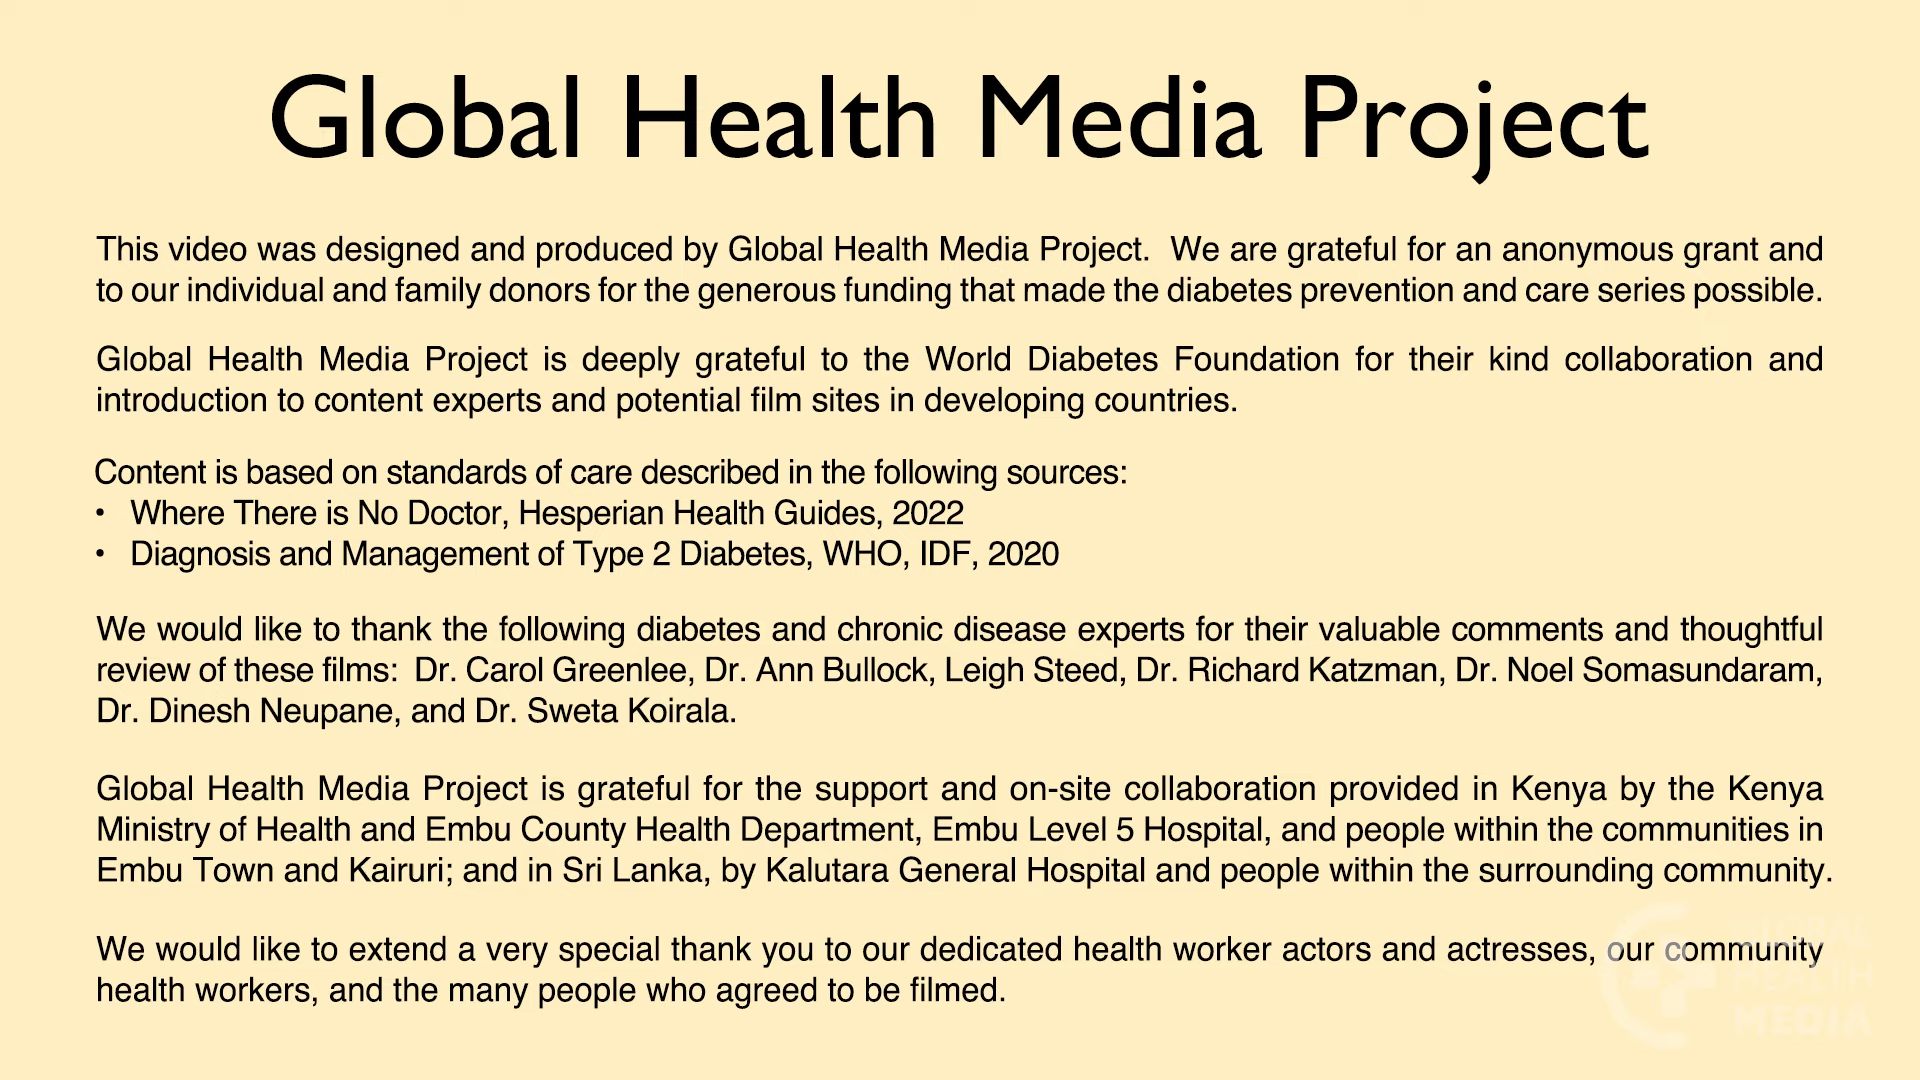 Global Health Media Project
This video was designed and produced by Global Health Media Project.  We are grateful for an anonymous grant and
to our individual and family donors for the generous funding that made the diabetes prevention and care series possible.
Global Health Media Project is deeply grateful to the World Diabetes Foundation for their kind collaboration and
introduction to content experts and potential film sites in developing countries.
Content is based on standards of care described in the following sources:
• Where There is No Doctor, Hesperian Health Guides, 2022
• Diagnosis and Management of Type 2 Diabetes, WHO, IDF, 2020
We would like to thank the following diabetes and chronic disease experts for their valuable comments and thoughtful
review of these films:  Dr. Carol Greenlee, Dr. Ann Bullock, Leigh Steed, Dr. Richard Katzman, Dr. Noel Somasundaram,
Dr. Dinesh Neupane, and Dr. Sweta Koirala.
Global Health Media Project is grateful for the support and on-site collaboration provided in Kenya by the Kenya
Ministry of Health and Embu County Health Department, Embu Level 5 Hospital, and people within the communities in
Embu Town and Kairuri; and in Sri Lanka, by Kalutara General Hospital and people within the surrounding community.
We would like to extend a very special thank you to our dedicated health worker actors and actresses, our community
health workers, and the many people who agreed to be filmed.
GLOBAL
HEALTH
MEDIA